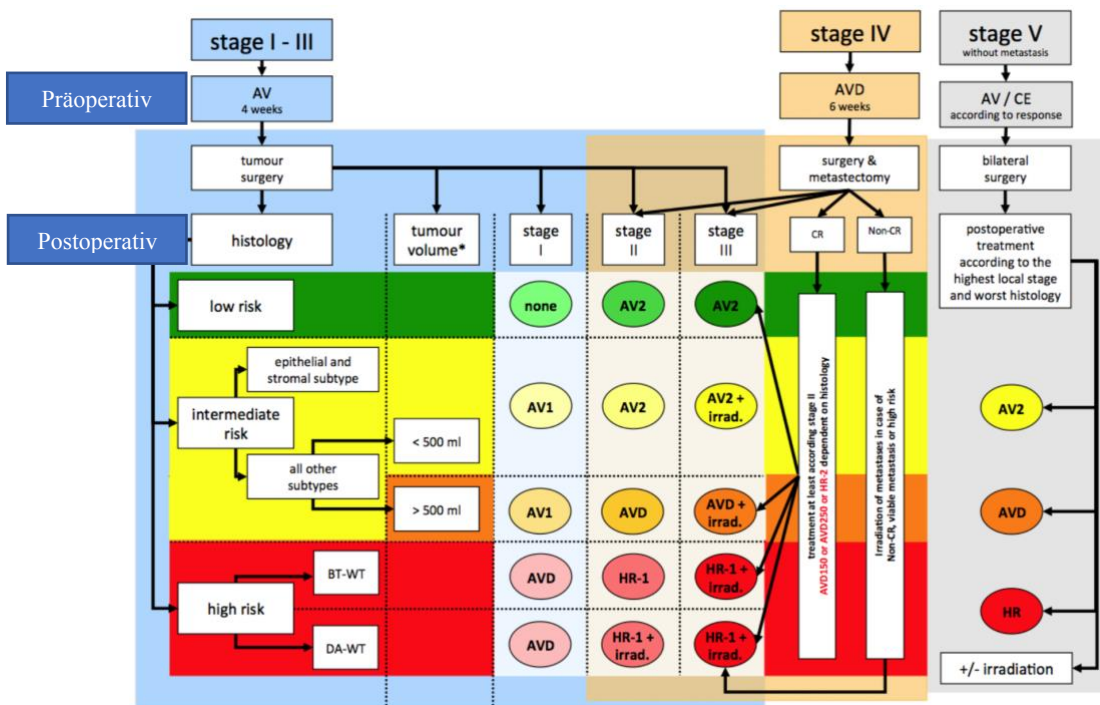 stage I - III
stage IV
stage V
without metastasis
Präoperativ
AV
4 weeks
AVD
6 weeks
AV / CE
according to response
tumour
surgery
surgery &
metastectomy
bilateral
surgery
Postoperativ
histology
tumour
volume*
stage
I
stage
II
stage
III
CR
Non-CR
postoperative
treatment
according to the
highest local stage
and worst histology
low risk
none
AV2
AV2
epithelial and
stromal subtype
intermediate
risk
all other
subtypes
< 500 ml
> 500 ml
AV1
AV2
AV2 +
irrad.
AV1
AVD
AVD +
irrad.
high risk
BT-WT
DA-WT
AVD
HR-1
HR-1 +
irrad.
AVD
HR-1 +
irrad.
HR-1 +
irrad.
treatment at least according stage II
AVD150 or AVD250 or HR-2 dependent on histology
Irradiation of metastases in case of
Non-CR, viable metastasis or high risk
AV2
AVD
HR
+/- irradiation